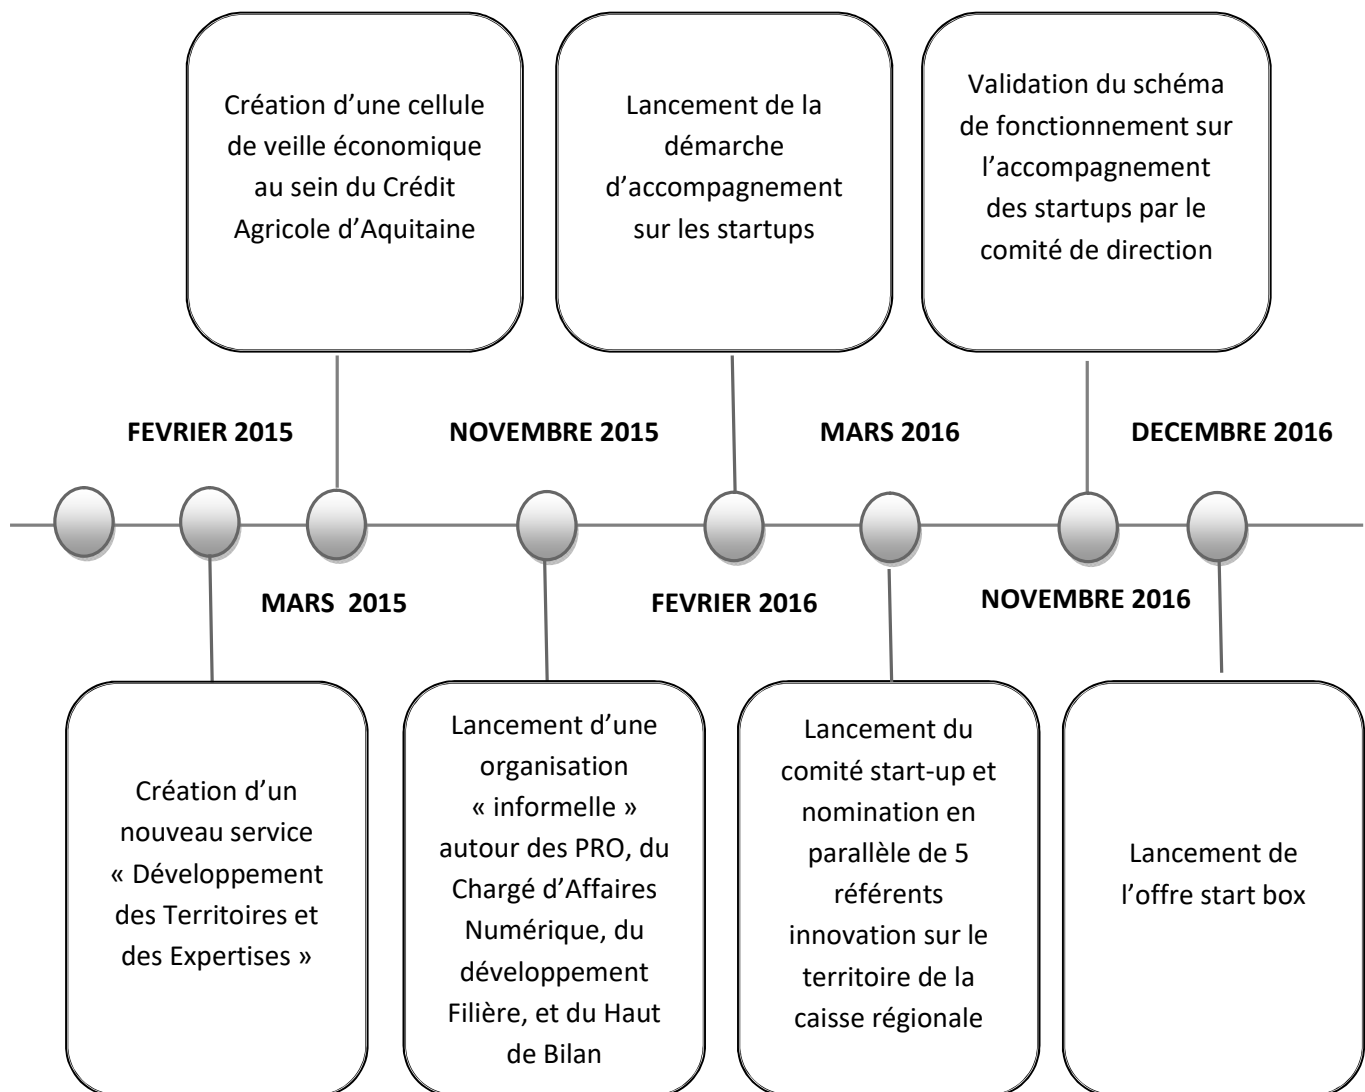 Création d’une cellule
de veille économique
au sein du Crédit
Agricole d’Aquitaine
Lancement de la
démarche
d’accompagnement
sur les startups
Validation du schéma
de fonctionnement sur
l’accompagnement
des startups par le
comité de direction
FEVRIER 2015
NOVEMBRE 2015
MARS 2016
DECEMBRE 2016
MARS  2015
FEVRIER 2016
NOVEMBRE 2016
Création d’un
nouveau service
« Développement
des Territoires et
des Expertises »
Lancement d’une
organisation
« informelle »
autour des PRO, du
Chargé d’Affaires
Numérique, du
développement
Filière, et du Haut
de Bilan
Lancement du
comité start-up et
nomination en
parallèle de 5
référents
innovation sur le
territoire de la
caisse régionale
Lancement de
l’offre start box